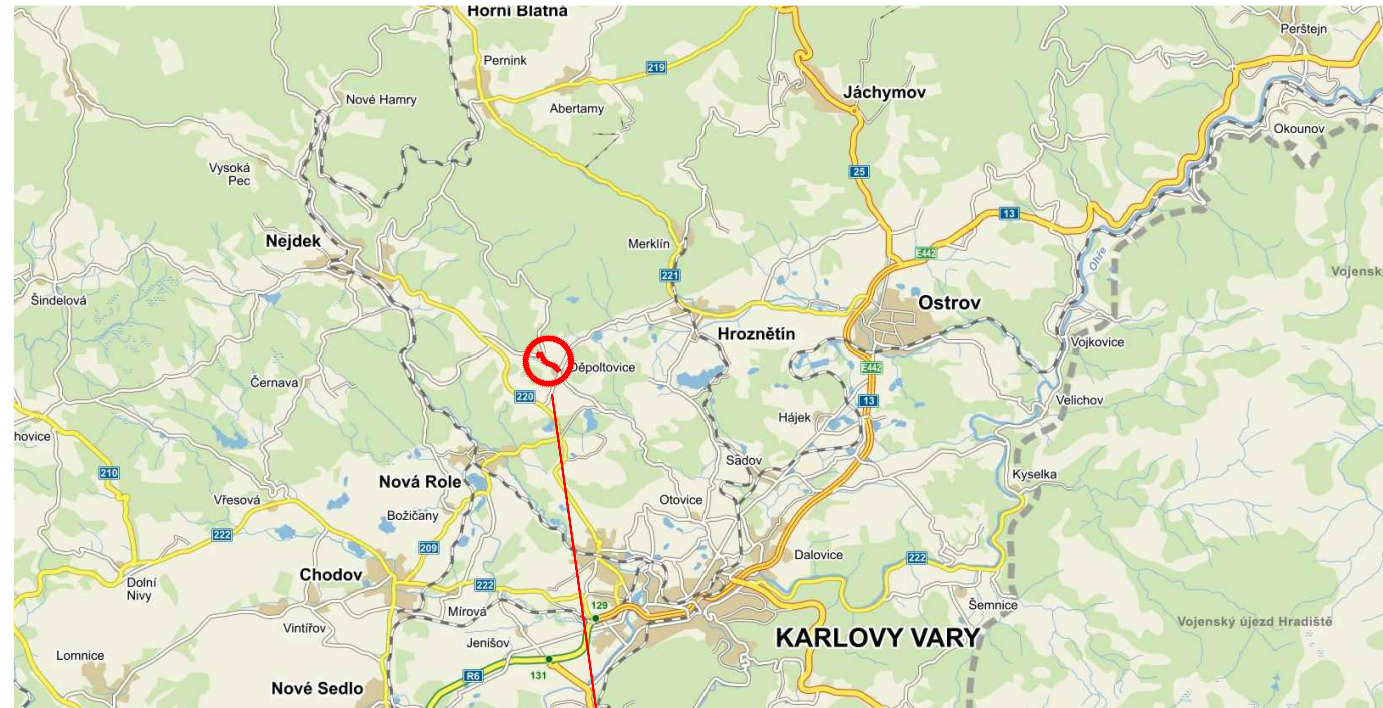 Horní Blatná
Perštejn
Pernink
219
Nové Hamry
Abertamy
Jáchymov
Okounov
Vysoká
Pec
25
13
Nejdek
Merklín
E442
Ohře
221
Vojensk
Šindelová
Ostrov
Hroznětín
Vojkovice
Děpoltovice
E442
Černava
220
13
Velichov
Hájek
hovice
210
Sadov
Kyselka
Nová Role
Vřesová
Otovice
Božičany
222
209
Dalovice
222
Chodov
Dolní
Nivy
222
Mírová
129
Šemnice
Vintířov
Jenišov
KARLOVY VARY
Vojenský újezd Hradiště
Lomnice
R6
131
Nové Sedlo